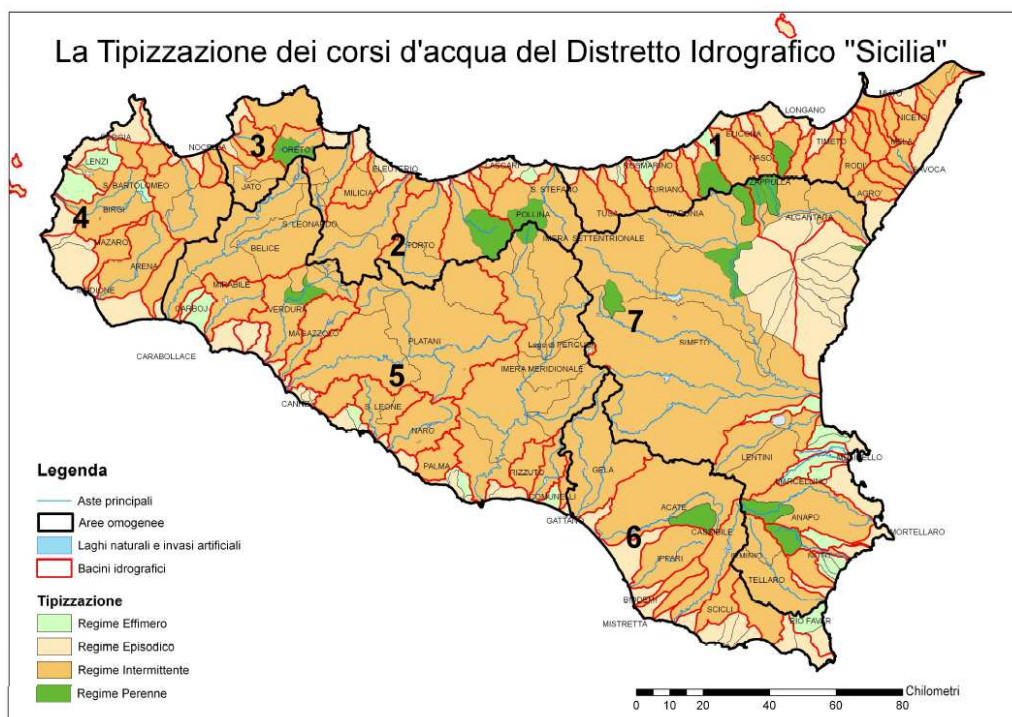 La Tipizzazione dei corsi d'acqua del Distretto Idrografico "Sicilia"
LONGANO
NICETO
ELICONA
1
TIMETO
MELA
NOCELLA
3
ORETO
NASO
RODI
LENZI
ELEUTERIO
LASCARI
ROSMARINO
ZAPPULLA
AGRO'
S. BARTOLOMEO
JATO
MILICIA
S. STEFANO
FURIANO
BIRGI
4
POLLINA
TUSA
ALCANTARA
S. LEONARDO
MAZARO
BELICE
2
TORTO
IMERA SETTENTRIONALE
ARENA
MIRABILE
VERDURA
7
CARBOJ
MAGAZZOLO
PLATANI
SIMETO
CARABOLLACE
5
IMERA MERIDIONALE
CANNE
S. LEONE
NARO
LENTINI
PALMA
RIZZUTO
GELA
MARCELLINO
COMUNELLI
ACATE
ANAPO
GATTANO
MORTELLARO
6
IPPARI
TELLARO
SCICLI
MISTRETTA
Legenda
Aste principali
Aree omogenee
Laghi naturali e invasi artificiali
Bacini idrografici
Tipizzazione
Regime Effimero
Regime Episodico
Regime Intermittente
Regime Perenne
Chilometri
0 10 20 40 60 80